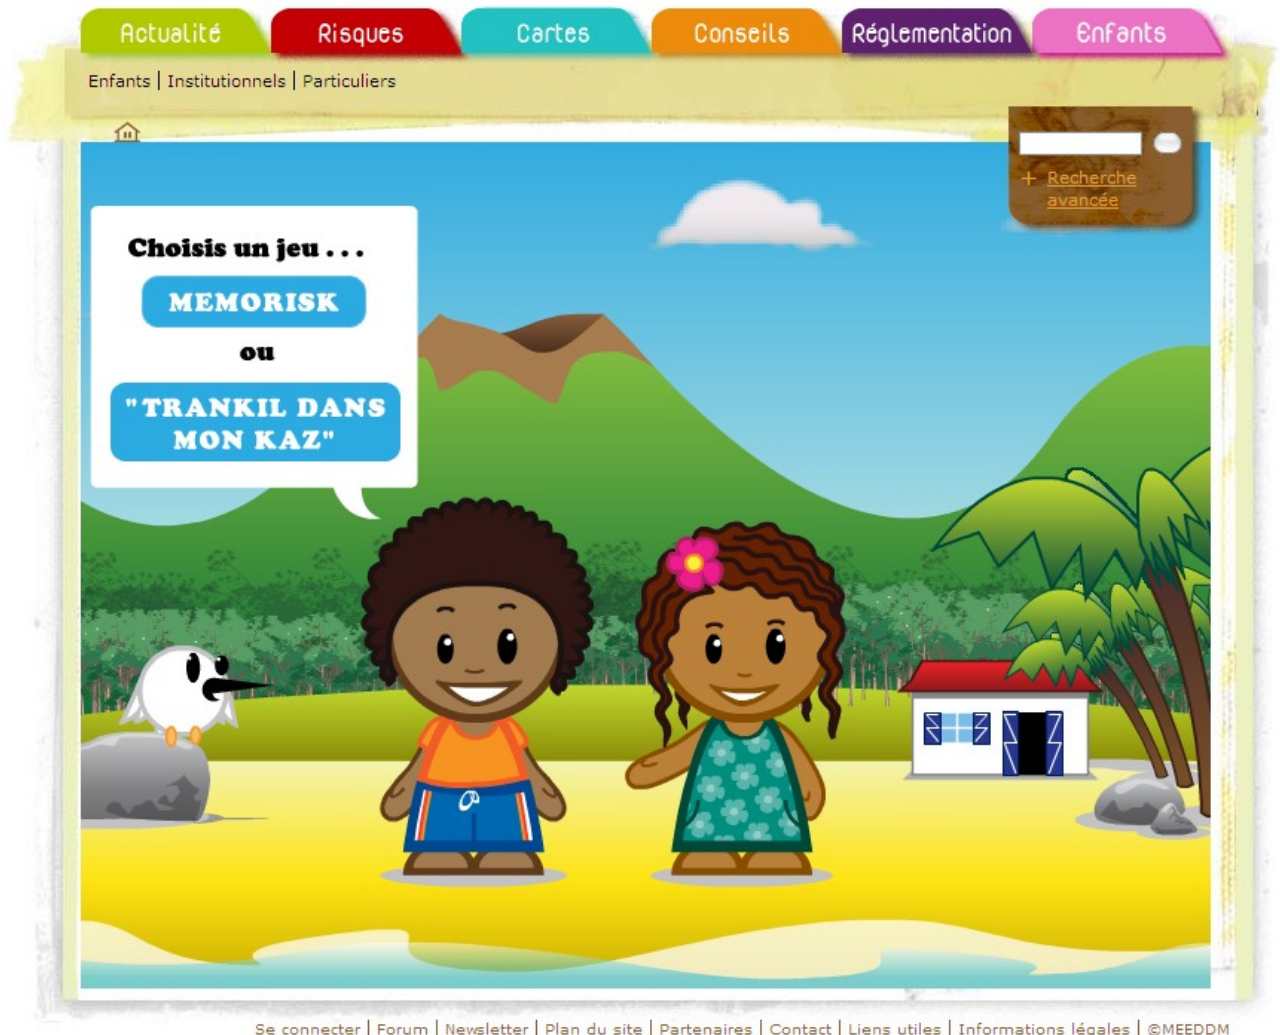 Actualité Risques Cartes Conseils Réglementation Enfants
Enfants | Institutionnels | Particuliers
+ Recherche
avancée
Choisis un jeu . . .
MEMORISK
ou
"TRANKIL DANS
MON KAZ"
Se connecter | Forum | Newsletter | Plan du site | Partenaires | Contact | Liens utiles | Informations légales | ©MEEDDM